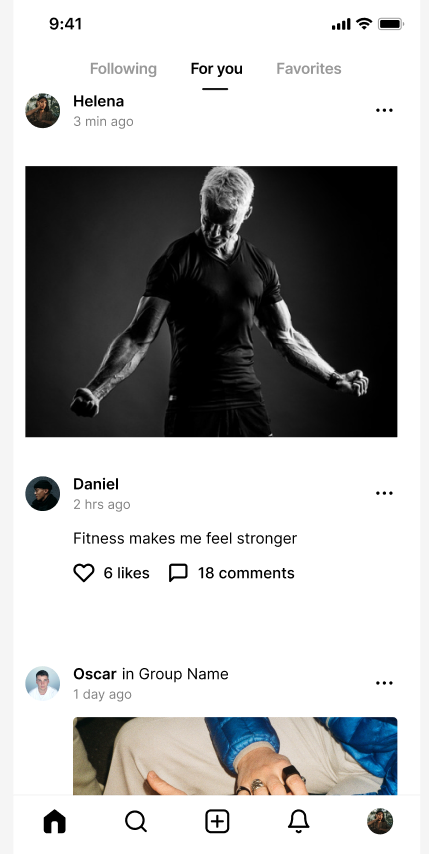 9:41
Following For you Favorites
Helena
3 min ago
Daniel
2 hrs ago
Fitness makes me feel stronger
6 likes 18 comments
Oscar in Group Name
1 day ago